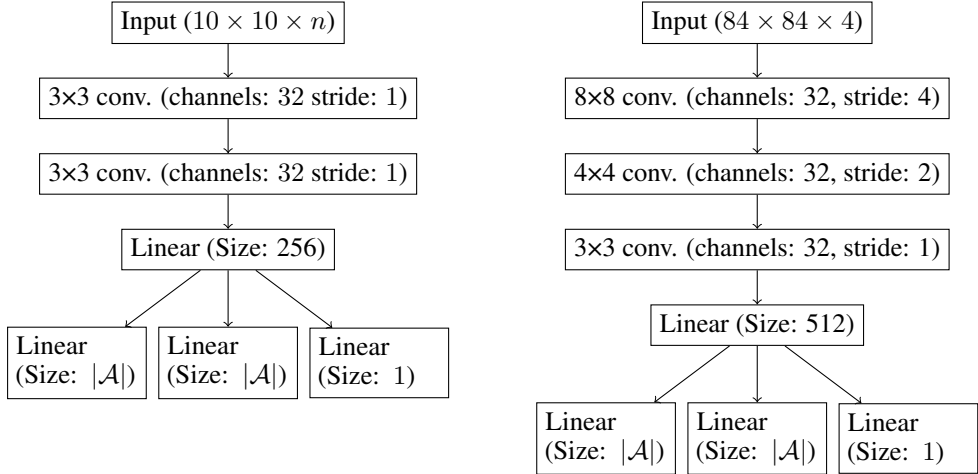 Input (10 × 10 × n)
3×3 conv. (channels: 32 stride: 1)
3×3 conv. (channels: 32 stride: 1)
Linear (Size: 256)
Linear
(Size: |𝒜|)
Linear
(Size: |𝒜|)
Linear
(Size: 1)
Input (84 × 84 × 4)
8×8 conv. (channels: 32, stride: 4)
4×4 conv. (channels: 32, stride: 2)
3×3 conv. (channels: 32, stride: 1)
Linear (Size: 512)
Linear
(Size: |𝒜|)
Linear
(Size: |𝒜|)
Linear
(Size: 1)